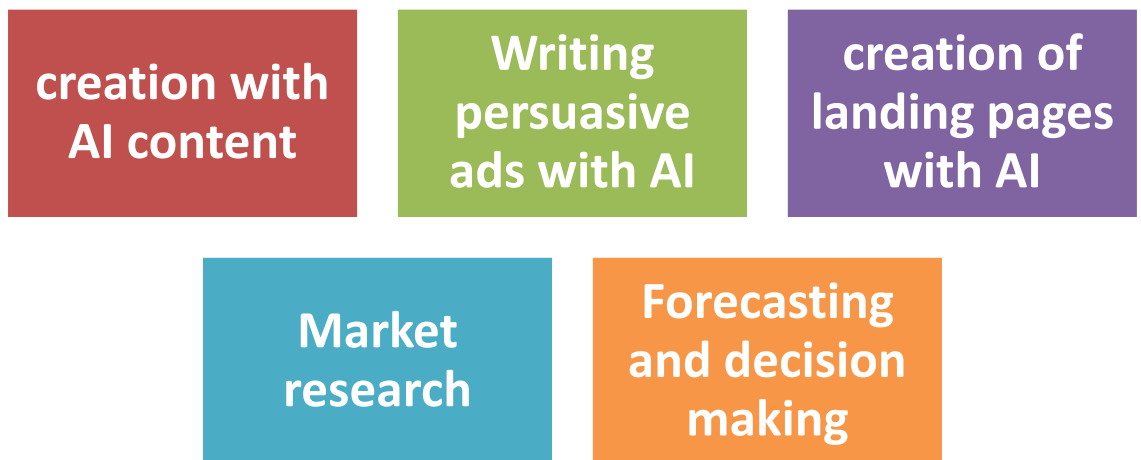 creation with
AI content
Writing
persuasive
ads with AI
creation of
landing pages
with AI
Market
research
Forecasting
and decision
making